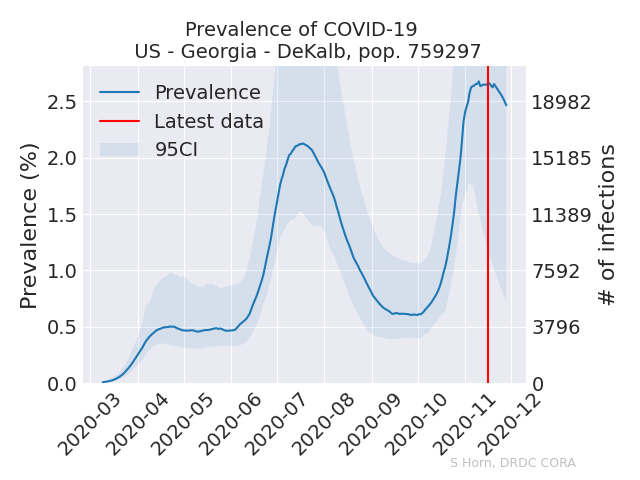 Prevalence of COVID-19
US - Georgia - DeKalb, pop. 759297
Prevalence
Latest data
95CI
Prevalence (%)
2.5
2.0
1.5
1.0
0.5
0.0
18982
15185
11389
7592
3796
0
# of infections
2020-03
2020-04
2020-05
2020-06
2020-07
2020-08
2020-09
2020-10
2020-11
2020-12
S Horn, DRDC CORA